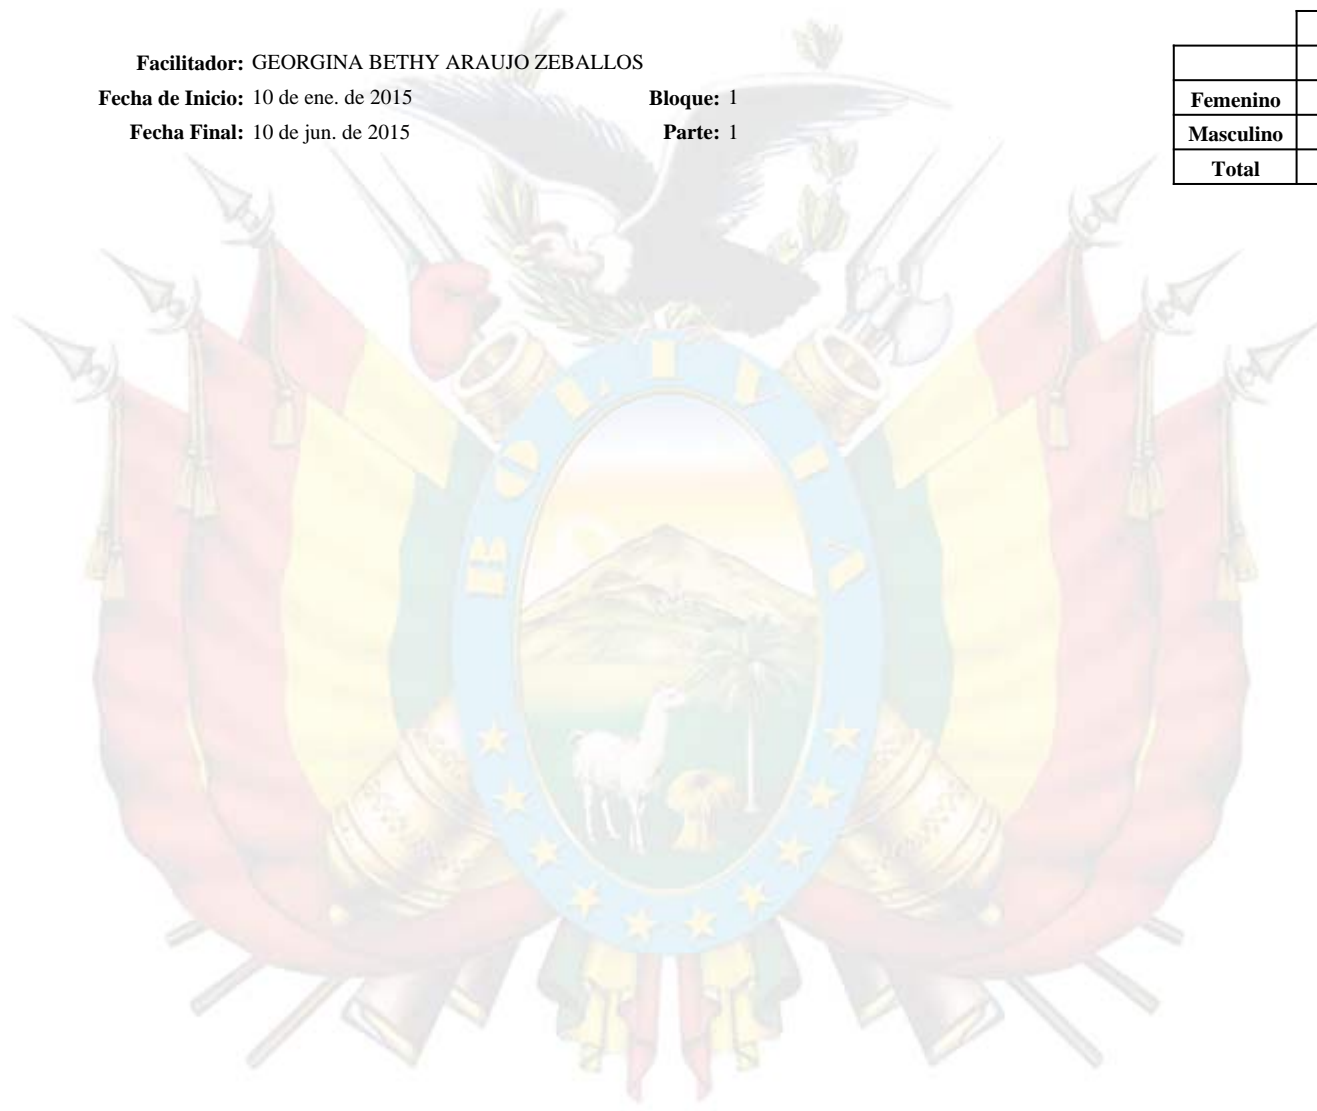 Facilitador: GEORGINA BETHY ARAUJO ZEBALLOS
Fecha de Inicio: 10 de ene. de 2015 Bloque: 1
Fecha Final: 10 de jun. de 2015 Parte: 1
Femenino
Masculino
Total
BOLIVIA